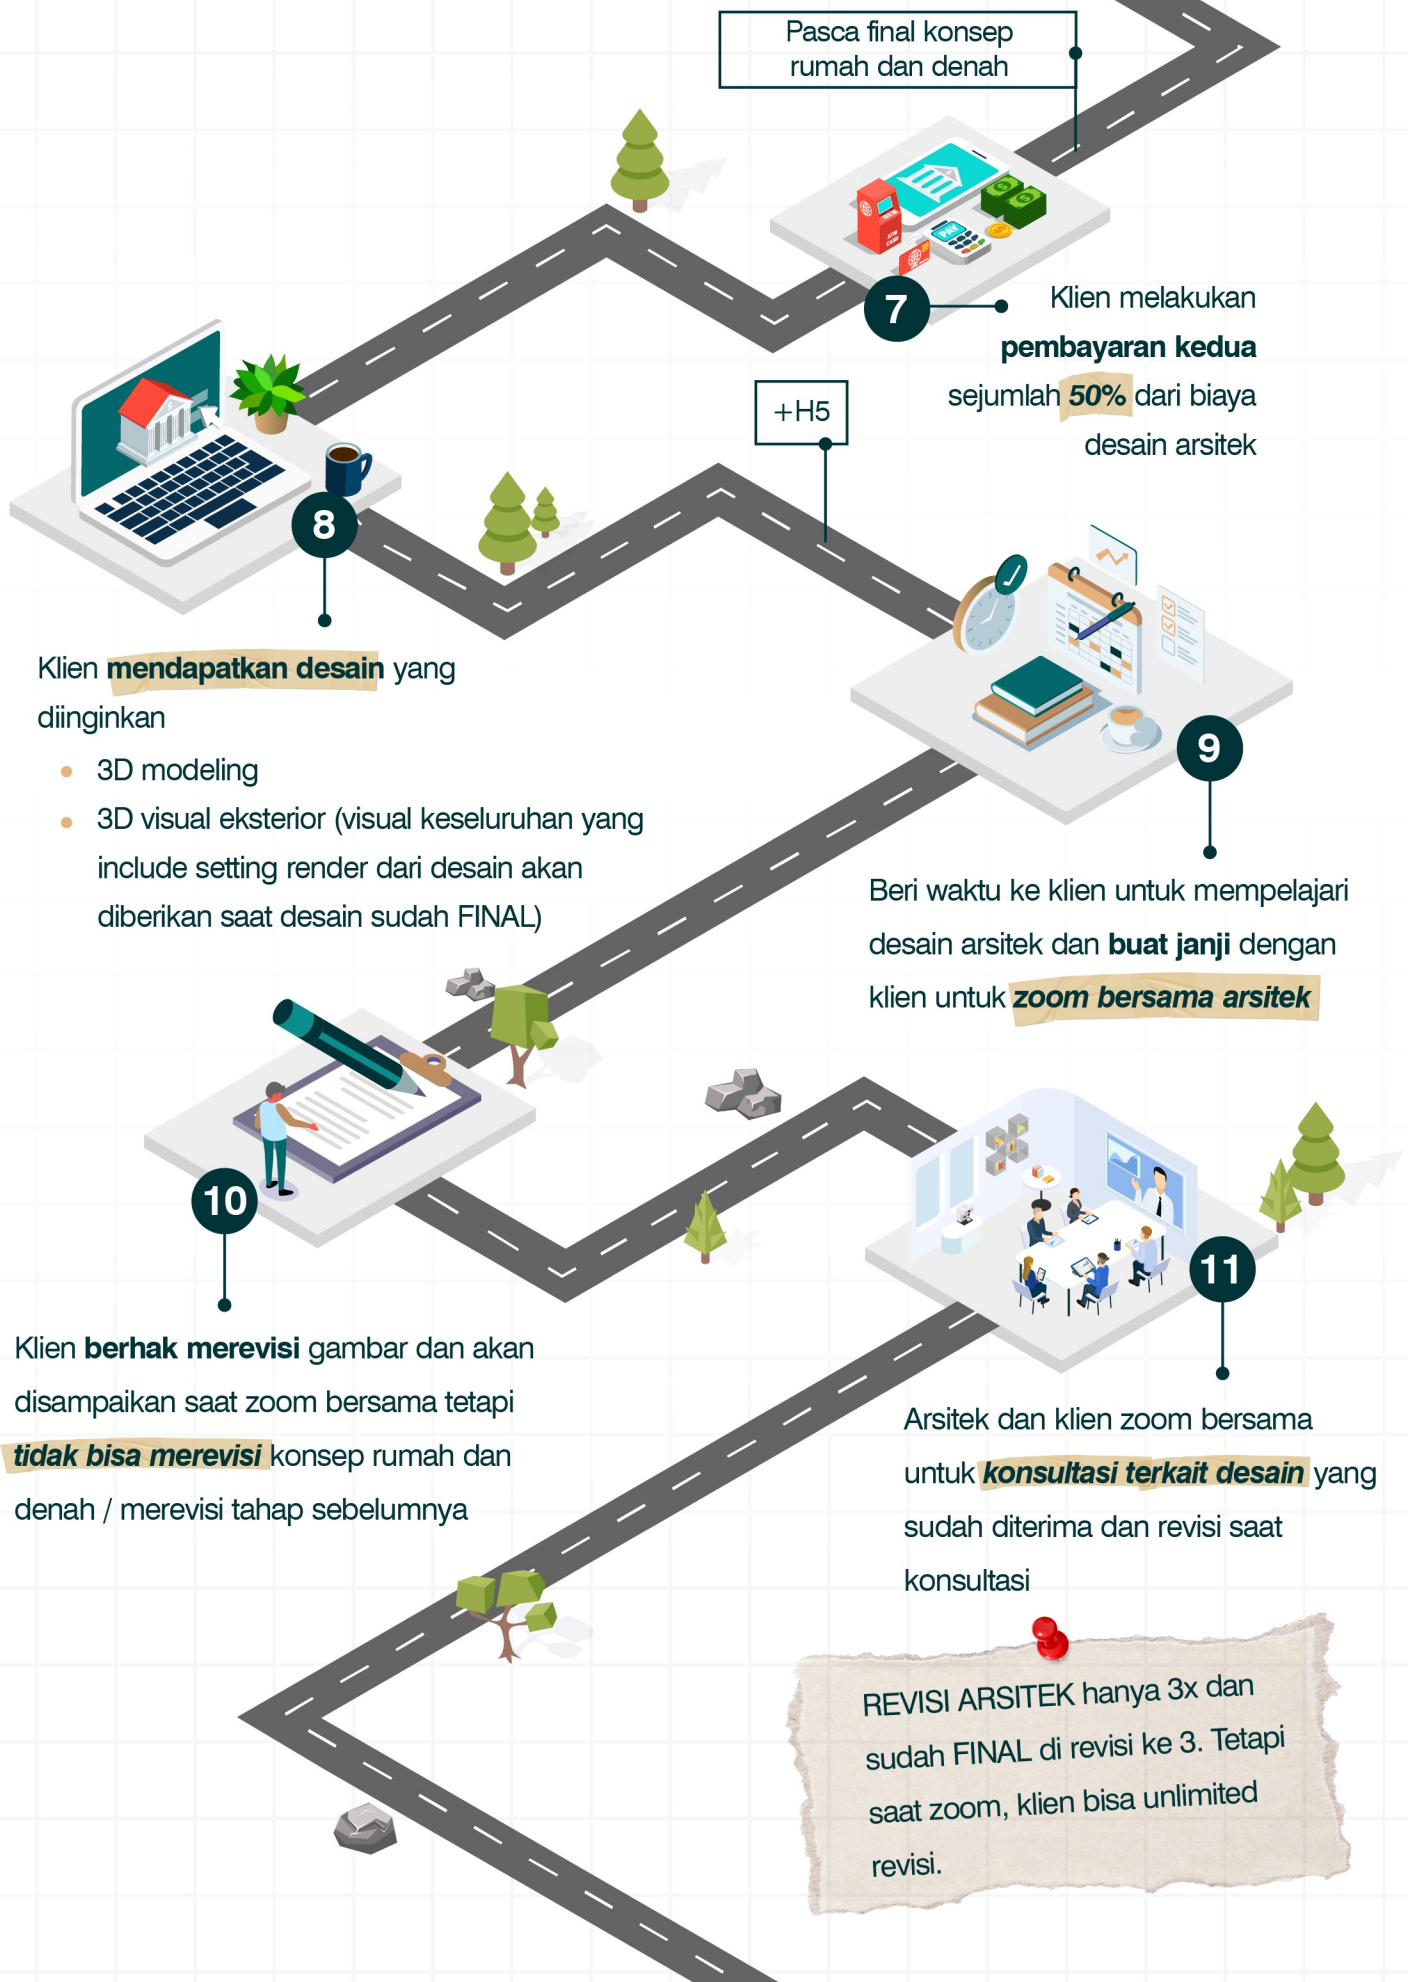 Pasca final konsep
rumah dan denah
ATM
CASH
PAY
7
Klien melakukan
pembayaran kedua
sejumlah 50% dari biaya
desain arsitek
+H5
8
Klien mendapatkan desain yang
diinginkan
• 3D modeling
• 3D visual eksterior (visual keseluruhan yang
include setting render dari desain akan
diberikan saat desain sudah FINAL)
9
Beri waktu ke klien untuk mempelajari
desain arsitek dan buat janji dengan
klien untuk zoom bersama arsitek
10
Klien berhak merevisi gambar dan akan
disampaikan saat zoom bersama tetapi
tidak bisa merevisi konsep rumah dan
denah / merevisi tahap sebelumnya
11
Arsitek dan klien zoom bersama
untuk konsultasi terkait desain yang
sudah diterima dan revisi saat
konsultasi
REVISI ARSITEK hanya 3x dan
sudah FINAL di revisi ke 3. Tetapi
saat zoom, klien bisa unlimited
revisi.